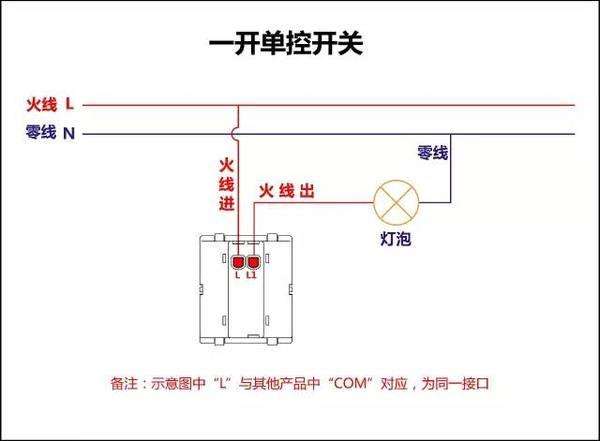 一开单控开关
火线 L
零线 N
零线
火线进
火线出
灯泡
L L1
备注：示意图中“L”与其他产品中“COM”对应，为同一接口